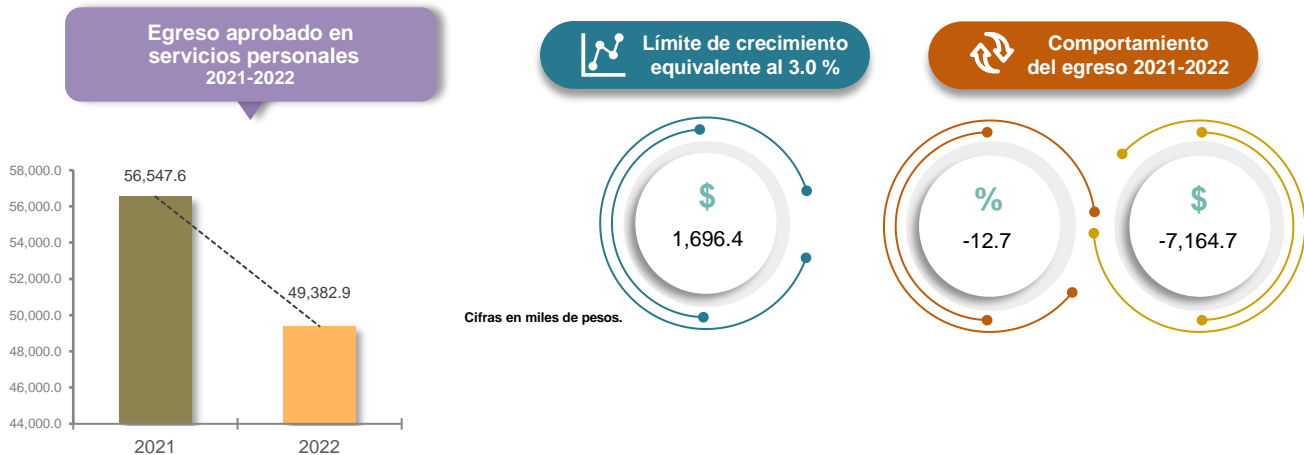 Egreso aprobado en
servicios personales
2021-2022
58,000.0
56,000.0
54,000.0
52,000.0
50,000.0
48,000.0
46,000.0
44,000.0
56,547.6
49,382.9
2021
2022
Cifras en miles de pesos.
Límite de crecimiento
equivalente al 3.0 %
$
1,696.4
Comportamiento
del egreso 2021-2022
%
-12.7
$
-7,164.7